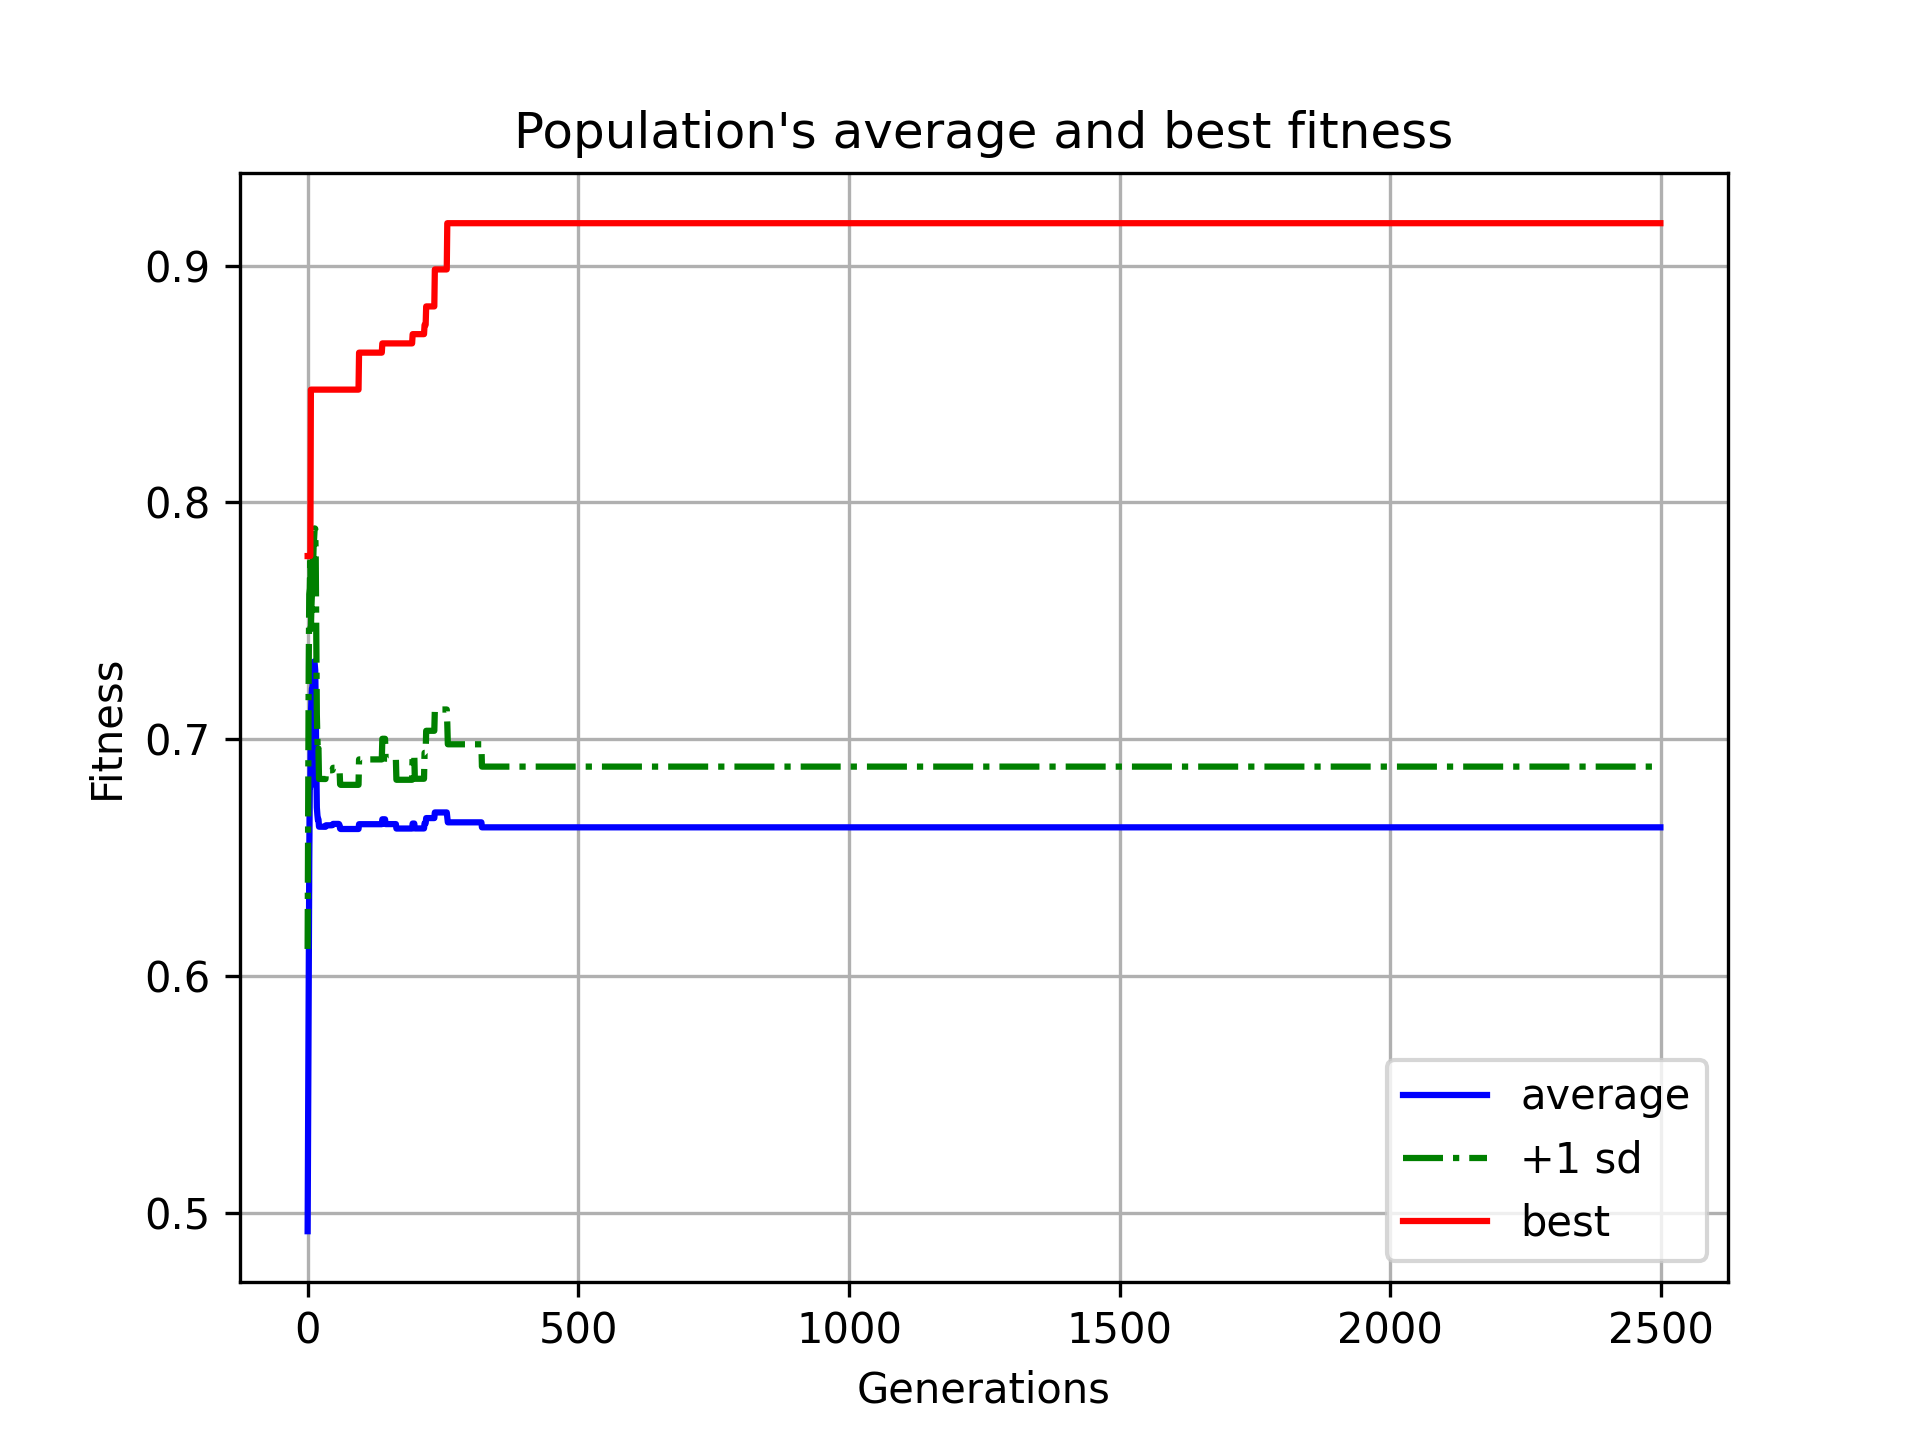 Population's average and best fitness
0.9
0.8
0.7
0.6
0.5
Fitness
average
+1 sd
best
0 500 1000 1500 2000 2500
Generations